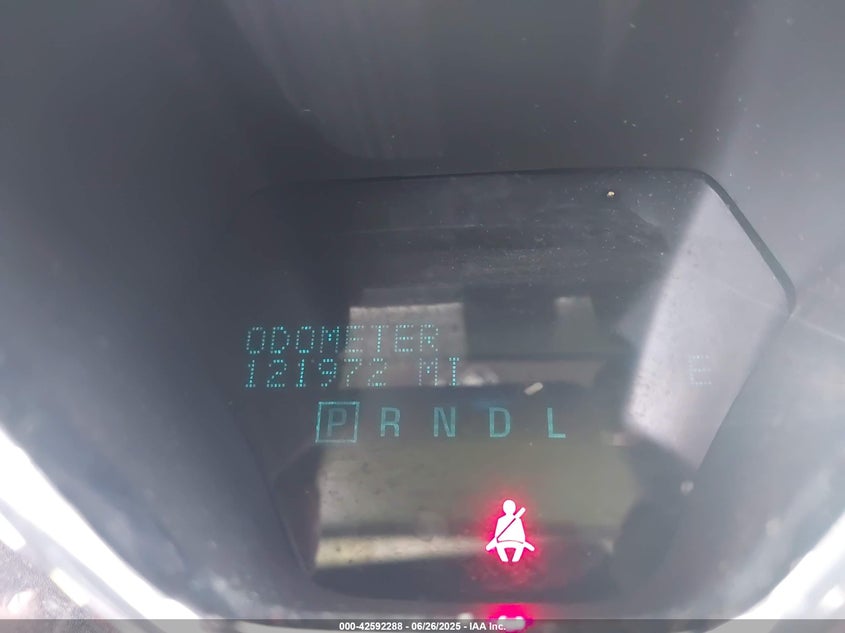 ODOMETER
121972 MI
E
P R N D L
000-42592288 - 06/26/2025 - IAA Inc.